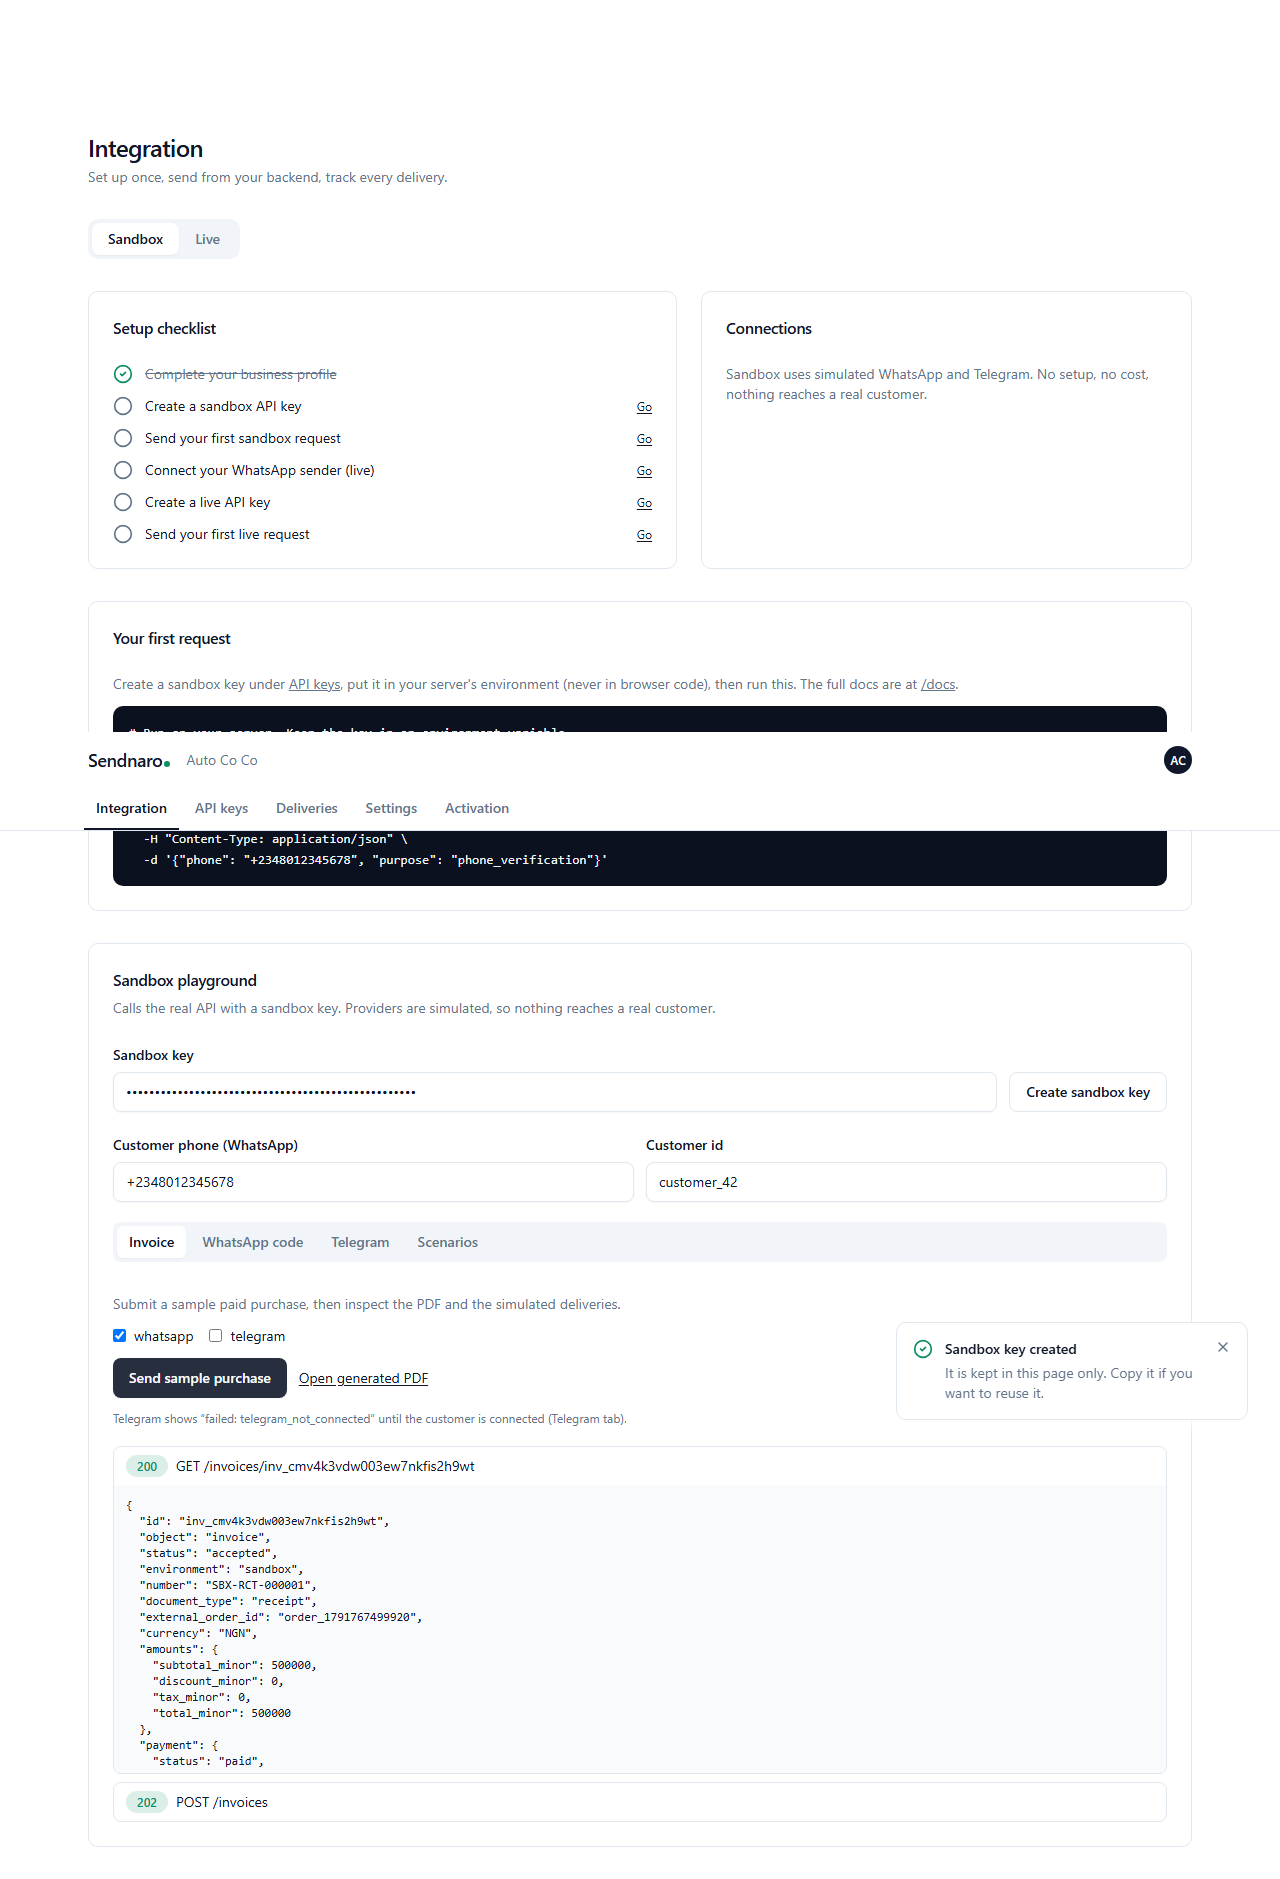 Integration
Set up once, send from your backend, track every delivery.
Sandbox Live
Setup checklist
Complete your business profile
Create a sandbox API key Go
Send your first sandbox request Go
Connect your WhatsApp sender (live) Go
Create a live API key Go
Send your first live request Go
Connections
Sandbox uses simulated WhatsApp and Telegram. No setup, no cost,
nothing reaches a real customer.
Your first request
Create a sandbox key under API keys, put it in your server's environment (never in browser code), then run this. The full docs are at /docs.
# Run on your server. Keep the key in an environment variable.
Sendnaro Auto Co Co AC
Integration API keys Deliveries Settings Activation
-H "Content-Type: application/json" \
-d '{"phone": "+2348012345678", "purpose": "phone_verification"}'
Sandbox playground
Calls the real API with a sandbox key. Providers are simulated, so nothing reaches a real customer.
Sandbox key
Create sandbox key
Customer phone (WhatsApp) Customer id
+2348012345678 customer_42
Invoice WhatsApp code Telegram Scenarios
Submit a sample paid purchase, then inspect the PDF and the simulated deliveries.
whatsapp telegram
Send sample purchase Open generated PDF
Telegram shows “failed: telegram_not_connected” until the customer is connected (Telegram tab).
Sandbox key created
It is kept in this page only. Copy it if you
want to reuse it.
200 GET /invoices/inv_cmv4k3vdw003ew7nkfis2h9wt
{
"id": "inv_cmv4k3vdw003ew7nkfis2h9wt",
"object": "invoice",
"status": "accepted",
"environment": "sandbox",
"number": "SBX-RCT-000001",
"document_type": "receipt",
"external_order_id": "order_1791767499920",
"currency": "NGN",
"amounts": {
"subtotal_minor": 500000,
"discount_minor": 0,
"tax_minor": 0,
"total_minor": 500000
},
"payment": {
"status": "paid",
202 POST /invoices